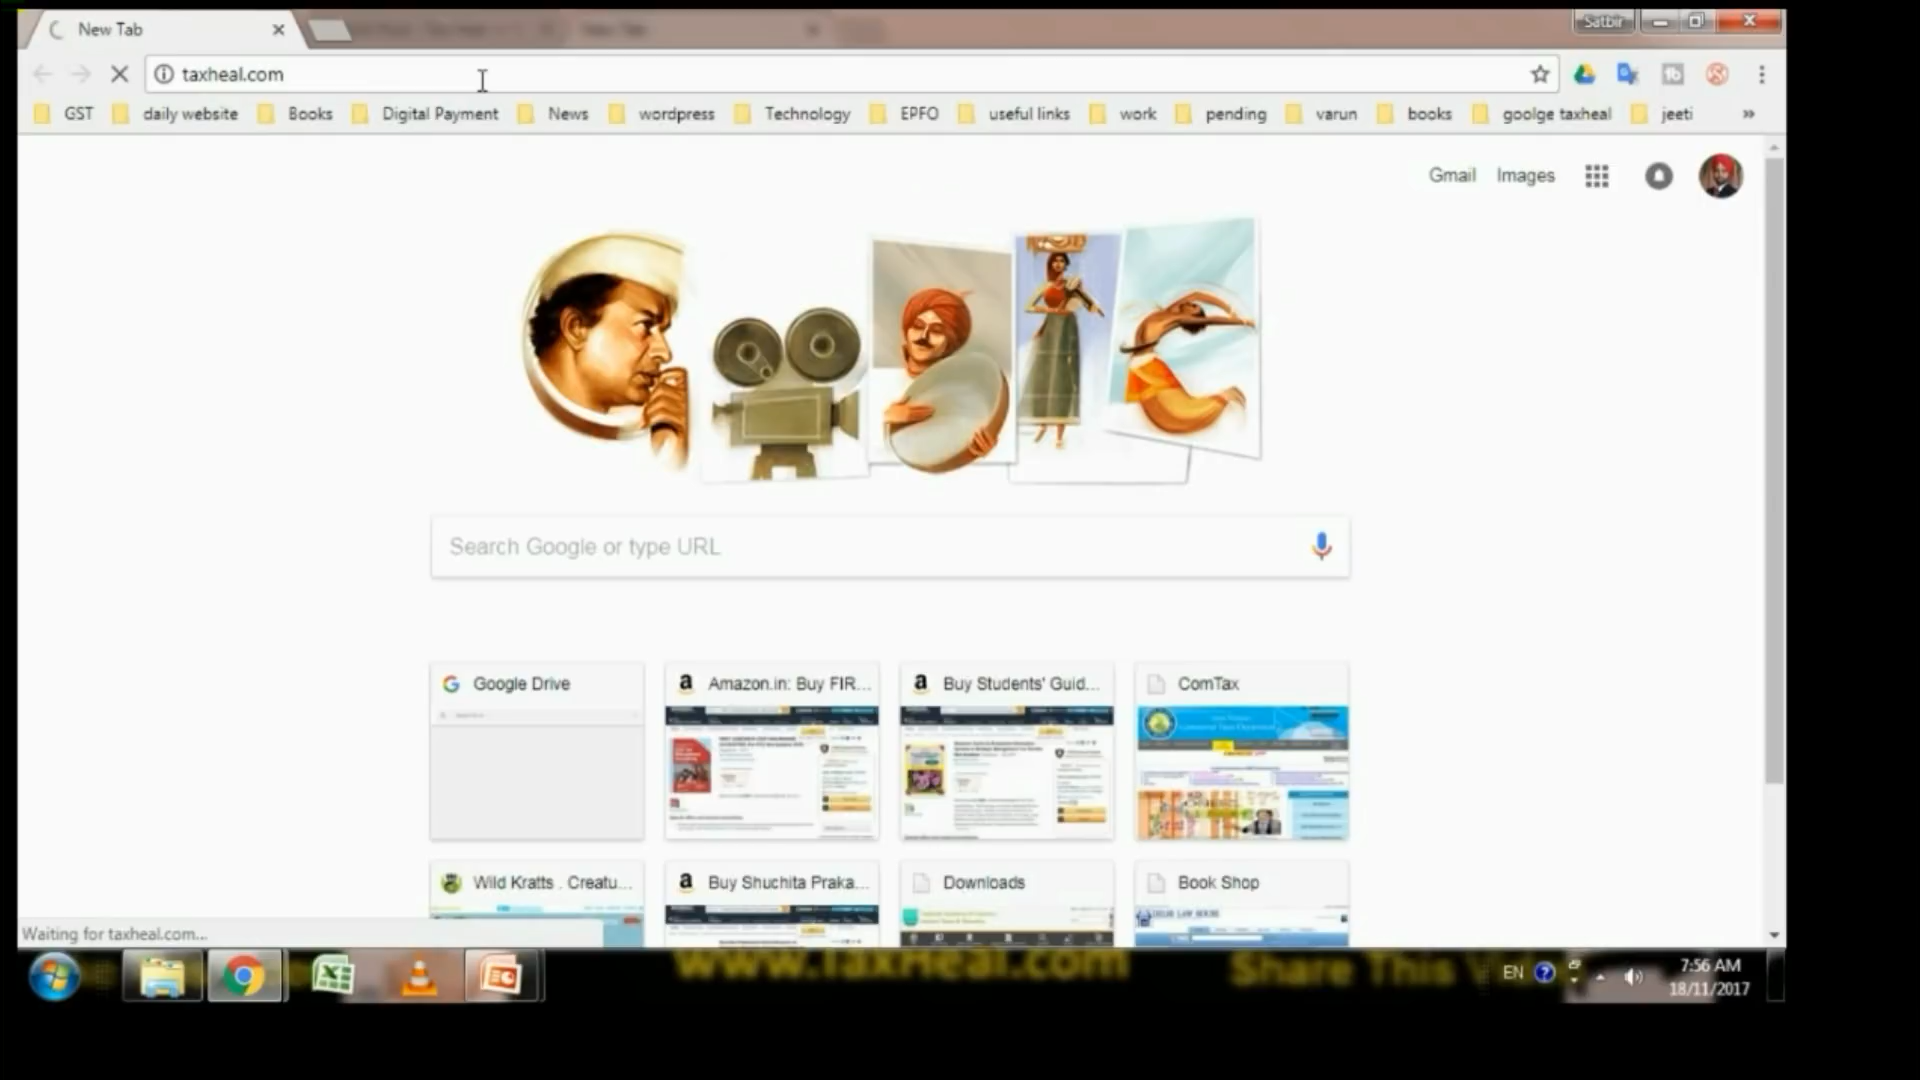 New Tab
Satbir
taxheal.com
GST daily website Books Digital Payment News wordpress Technology EPFO useful links work pending varun books goolge taxheal jeeti »
Gmail Images
Search Google or type URL
Google Drive Amazon.in: Buy FIR... Buy Students' Guid... ComTax
Wild Kratts . Creatu... Buy Shuchita Praka... Downloads Book Shop
Waiting for taxheal.com...
www.TaxHeal.com Share This
EN 7:56 AM
18/11/2017